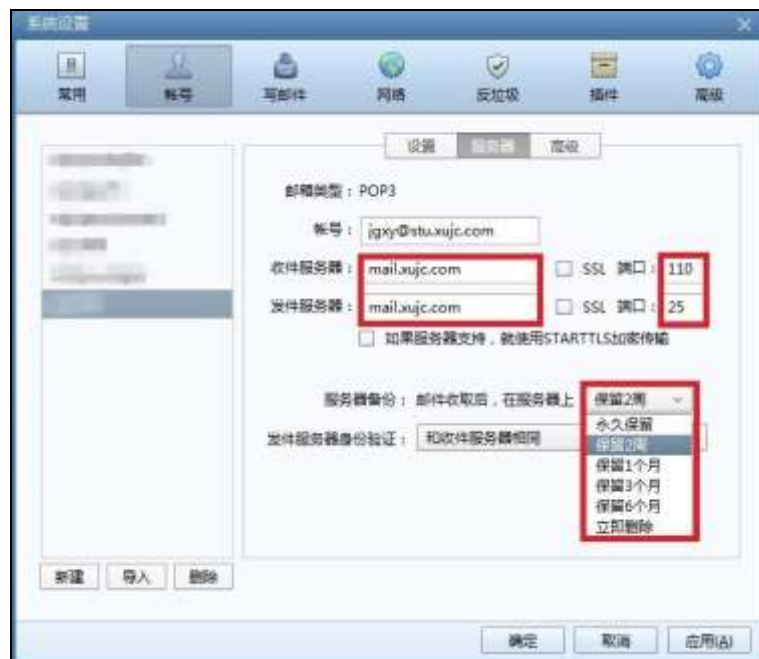 系统设置
常用 帐号 写邮件 网络 反垃圾 插件 高级
设置 服务器 高级
邮箱类型：POP3
帐号：jgxy@stu.xujc.com
收件服务器：mail.xujc.com SSL 端口：110
发件服务器：mail.xujc.com SSL 端口：25
如果服务器支持，就使用STARTTLS加密传输
服务器备份：邮件收取后，在服务器上 保留2周
永久保留
发件服务器身份验证：和收件服务器相同
保留2周
保留1个月
保留3个月
保留6个月
立即删除
新建 导入 删除
确定 取消 应用(A)